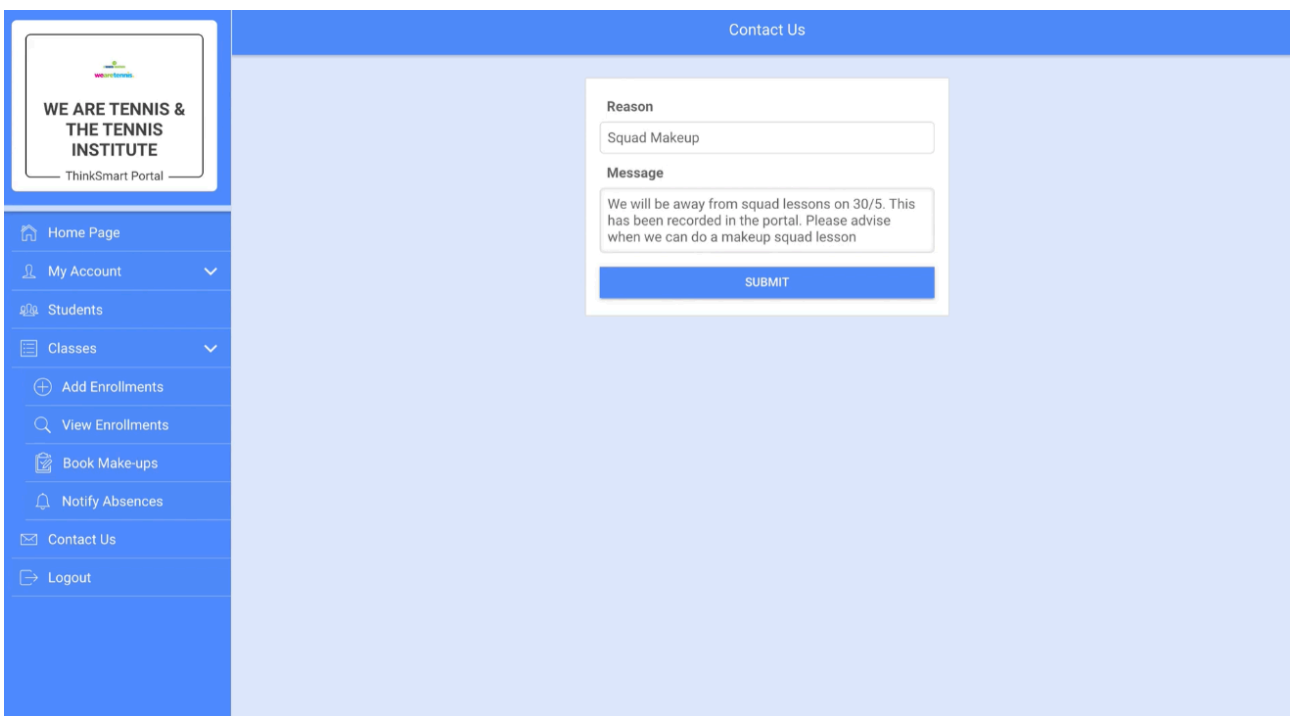 wearetennis
WE ARE TENNIS &
THE TENNIS
INSTITUTE
ThinkSmart Portal
Home Page
My Account
Students
Classes
Add Enrollments
View Enrollments
Book Make-ups
Notify Absences
Contact Us
Logout
Contact Us
Reason
Squad Makeup
Message
We will be away from squad lessons on 30/5. This
has been recorded in the portal. Please advise
when we can do a makeup squad lesson
SUBMIT